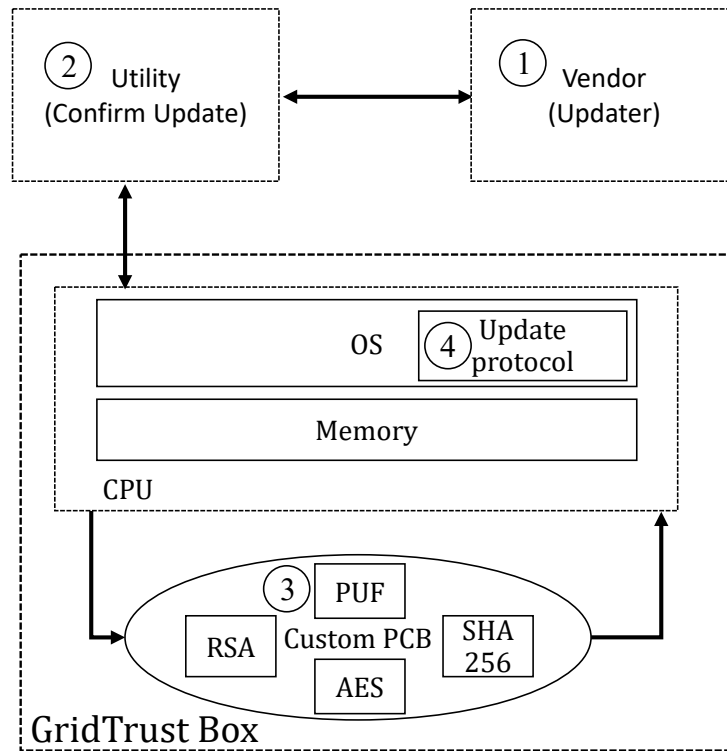 2
Utility
(Confirm Update)
1
Vendor
(Updater)
OS
4
Update
protocol
Memory
CPU
3
PUF
RSA
Custom PCB
SHA
256
AES
GridTrust Box